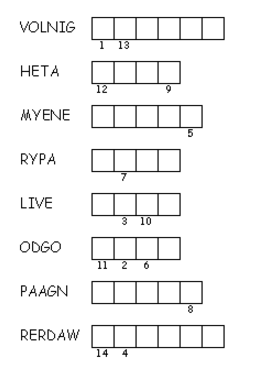 VOLNIG
1 13
HETA
12 9
MYENE
5
RYPA
7
LIVE
3 10
ODGO
11 2 6
PAAGN
8
RERDAW
14 4